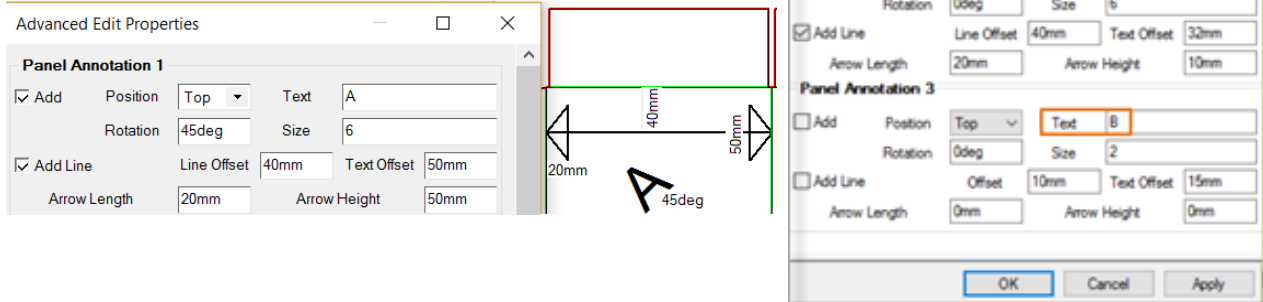 Advanced Edit Properties
Panel Annotation 1
Add Position Top Text A
Rotation 45deg Size 6
Add Line Line Offset 40mm Text Offset 50mm
Arrow Length 20mm Arrow Height 50mm
40mm
50mm
20mm
A
45deg
Rotation 0deg Size 6
Add Line Line Offset 40mm Text Offset 32mm
Arrow Length 20mm Arrow Height 10mm
Panel Annotation 3
Add Position Top Text B
Rotation 0deg Size 2
Add Line Offset 10mm Text Offset 15mm
Arrow Length 0mm Arrow Height 0mm
OK Cancel Apply